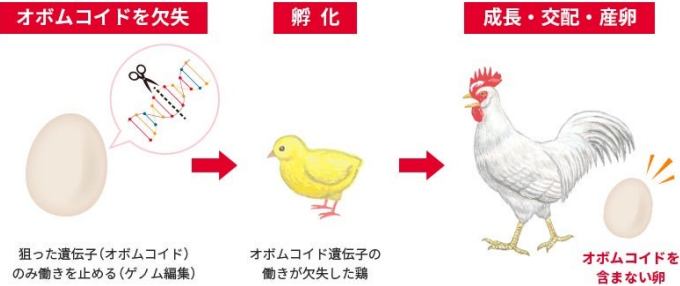 オボムコイドを欠失
孵 化
成長・交配・産卵
狙った遺伝子（オボムコイド）
のみ働きを止める（ゲノム編集）
オボムコイド遺伝子の
働きが欠失した鶏
オボムコイドを
含まない卵